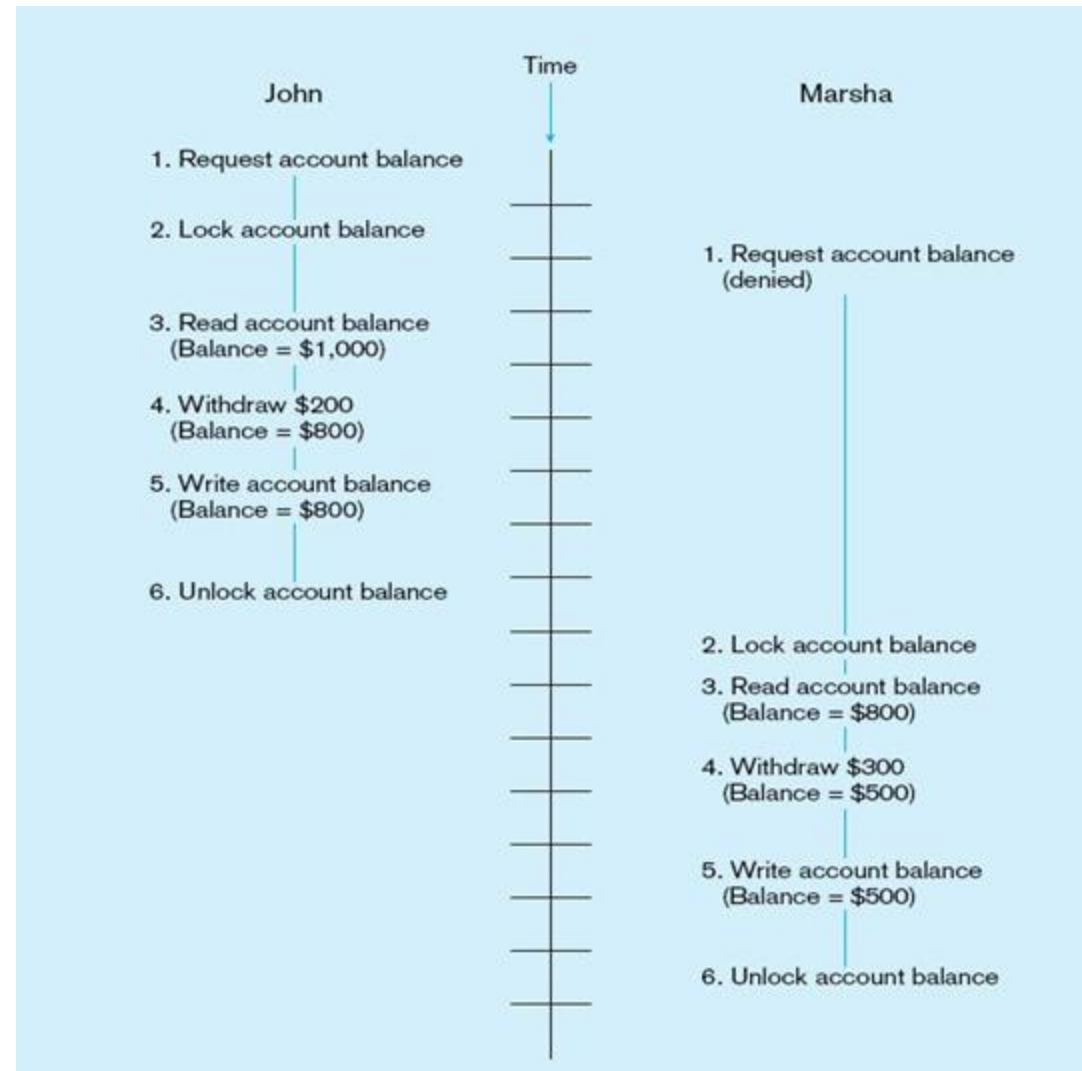 Time
John
Marsha
1. Request account balance
2. Lock account balance
1. Request account balance
(denied)
3. Read account balance
(Balance = $1,000)
4. Withdraw $200
(Balance = $800)
5. Write account balance
(Balance = $800)
6. Unlock account balance
2. Lock account balance
3. Read account balance
(Balance = $800)
4. Withdraw $300
(Balance = $500)
5. Write account balance
(Balance = $500)
6. Unlock account balance